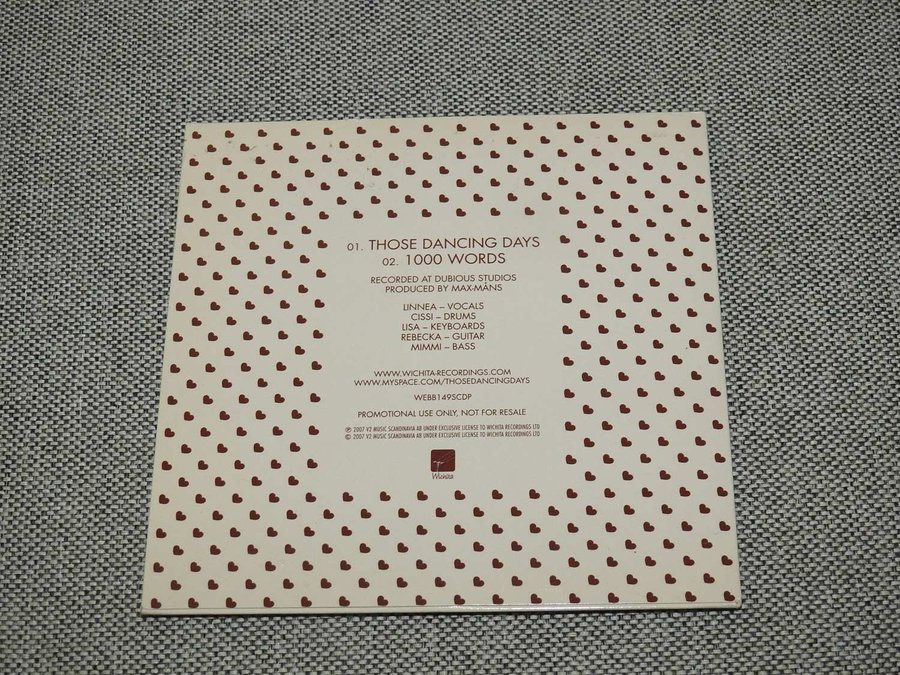 01. THOSE DANCING DAYS
02. 1000 WORDS
RECORDED AT DUBIOUS STUDIOS
PRODUCED BY MAX-MÅNS
LINNEA – VOCALS
CISSI – DRUMS
LISA – KEYBOARDS
REBECKA – GUITAR
MIMMI – BASS
WWW.WICHITA-RECORDINGS.COM
WWW.MYSPACE.COM/THOSEDANCINGDAYS
WEBB149SCDP
PROMOTIONAL USE ONLY, NOT FOR RESALE
℗ 2007 V2 MUSIC SCANDINAVIA AB UNDER EXCLUSIVE LICENSE TO WICHITA RECORDINGS LTD
© 2007 V2 MUSIC SCANDINAVIA AB UNDER EXCLUSIVE LICENSE TO WICHITA RECORDINGS LTD
Wichita